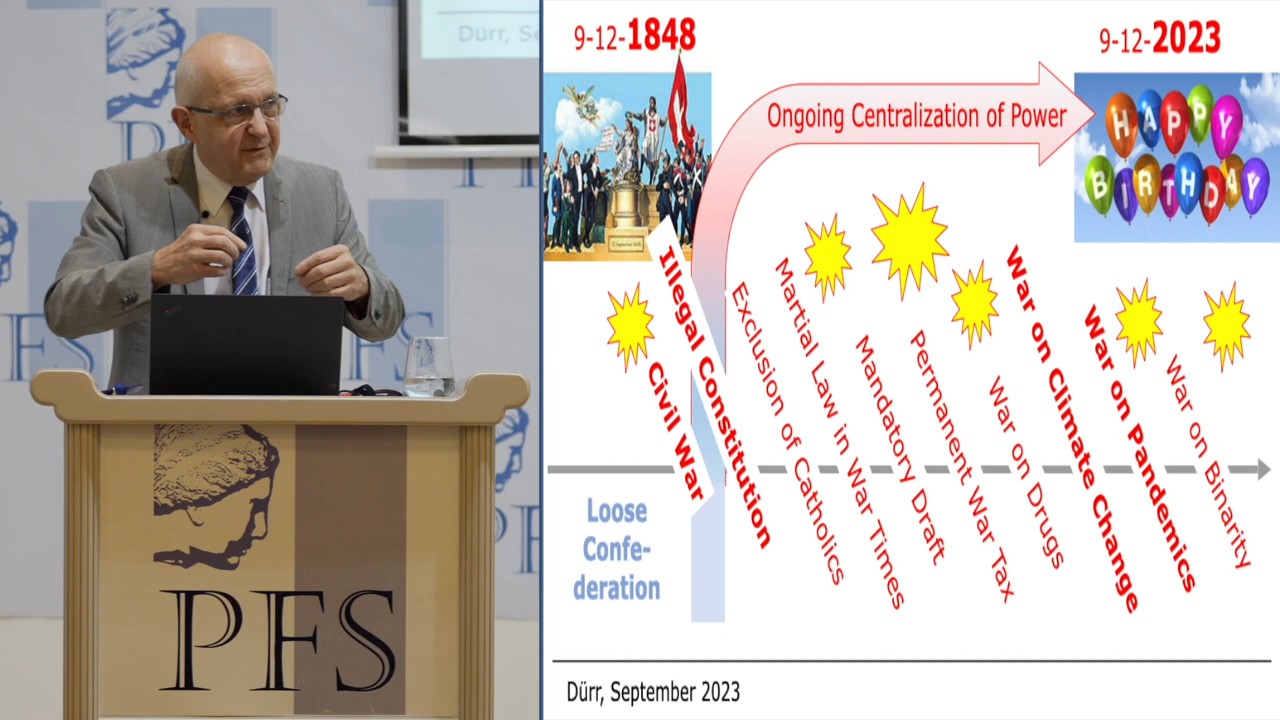 Dürr, Se
PFS
9-12-1848
9-12-2023
Ongoing Centralization of Power
HAPPY
BIRTHDAY
Civil War
Illegal Constitution
Exclusion of Catholics
Martial Law in War Times
Mandatory Draft
Permanent War Tax
War on Drugs
War on Climate Change
War on Pandemics
War on Binarity
Loose
Confe-
deration
Dürr, September 2023